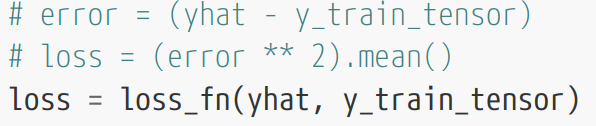 # error = (yhat - y_train_tensor)
# loss = (error ** 2).mean()
loss = loss_fn(yhat, y_train_tensor)